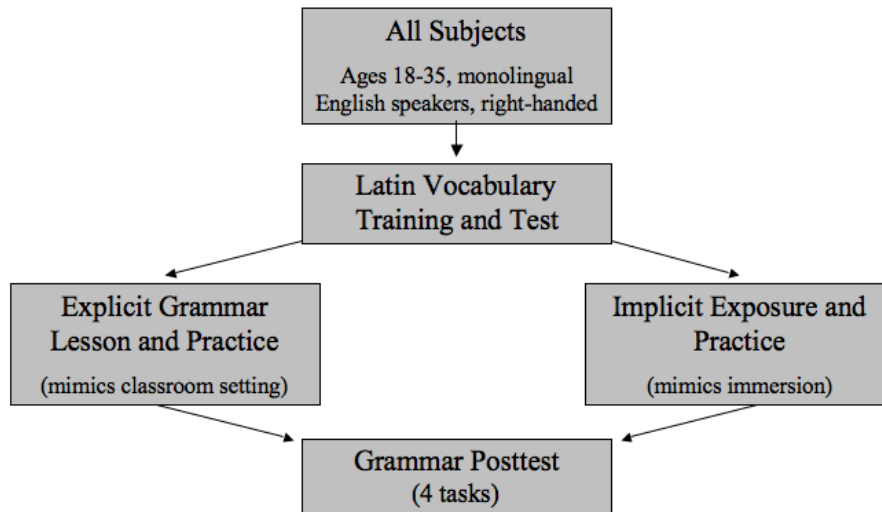 All Subjects
Ages 18-35, monolingual
English speakers, right-handed
Latin Vocabulary
Training and Test
Explicit Grammar
Lesson and Practice
(mimics classroom setting)
Implicit Exposure and
Practice
(mimics immersion)
Grammar Posttest
(4 tasks)